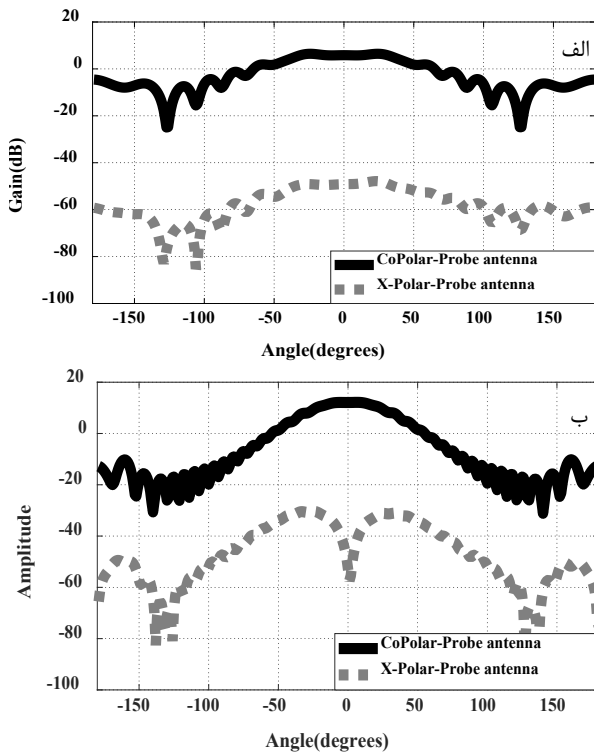 20
0
-20
-40
-60
-80
-100
Gain(dB)
الف
CoPolar-Probe antenna
X-Polar-Probe antenna
-150 -100 -50 0 50 100 150
Angle(degrees)
20
0
-20
-40
-60
-80
-100
Amplitude
ب
CoPolar-Probe antenna
X-Polar-Probe antenna
-150 -100 -50 0 50 100 150
Angle(degrees)